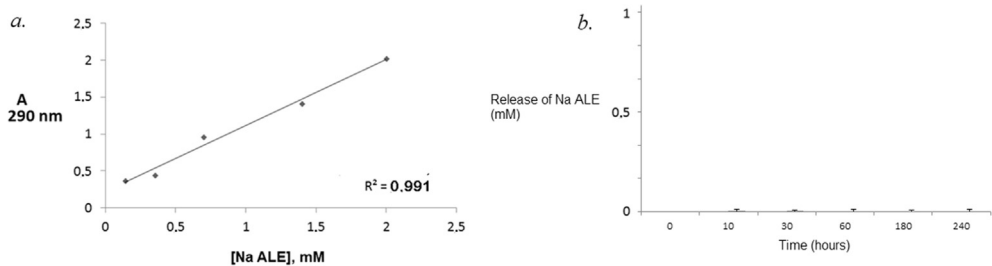 a.
2,5
2
1,5
1
0,5
0
A
290 nm
R² = 0.991
0
0,5
1
1,5
2
2,5
[Na ALE], mM
b.
1
0,5
0
Release of Na ALE
(mM)
0
10
30
60
180
240
Time (hours)